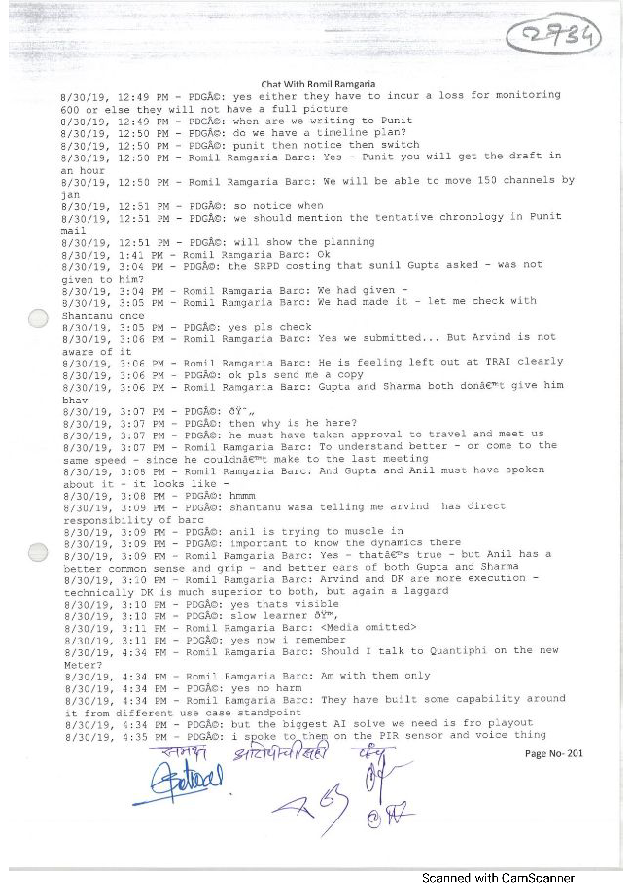 2734
Chat With Romil Ramgaria
8/30/19, 12:49 PM - PDGÂ©: yes either they have to incur a loss for monitoring
600 or else they will not have a full picture
8/30/19, 12:49 PM - PDGÂ©: when are we writing to Punit
8/30/19, 12:50 PM - PDGÂ©: do we have a timeline plan?
8/30/19, 12:50 PM - PDGÂ©: punit then notice then switch
8/30/19, 12:50 PM - Romil Ramgaria Barc: Yes - Punit you will get the draft in
an hour
8/30/19, 12:50 PM - Romil Ramgaria Barc: We will be able to move 150 channels by
jan
8/30/19, 12:51 PM - PDGÂ©: so notice when
8/30/19, 12:51 PM - PDGÂ©: we should mention the tentative chronology in Punit
mail
8/30/19, 12:51 PM - PDGÂ©: will show the planning
8/30/19, 1:41 PM - Romil Ramgaria Barc: Ok
8/30/19, 3:04 PM - PDGÂ©: the SRPD costing that sunil Gupta asked - was not
given to him?
8/30/19, 3:04 PM - Romil Ramgaria Barc: We had given -
8/30/19, 3:05 PM - Romil Ramgaria Barc: We had made it - let me check with
Shantanu once
8/30/19, 3:05 PM - PDGÂ©: yes pls check
8/30/19, 3:06 PM - Romil Ramgaria Barc: Yes we submitted... But Arvind is not
aware of it
8/30/19, 3:06 PM - Romil Ramgaria Barc: He is feeling left out at TRAI clearly
8/30/19, 3:06 PM - PDGÂ©: ok pls send me a copy
8/30/19, 3:06 PM - Romil Ramgaria Barc: Gupta and Sharma both donâ€™t give him
bhav
8/30/19, 3:07 PM - PDGÂ©: ðŸ˜„
8/30/19, 3:07 PM - PDGÂ©: then why is he here?
8/30/19, 3:07 PM - PDGÂ©: he must have taken approval to travel and meet us
8/30/19, 3:07 PM - Romil Ramgaria Barc: To understand better - or come to the
same speed - since he couldnâ€™t make to the last meeting
8/30/19, 3:08 PM - Romil Ramgaria Barc: And Gupta and Anil must have spoken
about it - it looks like -
8/30/19, 3:08 PM - PDGÂ©: hmmm
8/30/19, 3:09 PM - PDGÂ©: shantanu wasa telling me arvind has direct
responsibility of barc
8/30/19, 3:09 PM - PDGÂ©: anil is trying to muscle in
8/30/19, 3:09 PM - PDGÂ©: important to know the dynamics there
8/30/19, 3:09 PM - Romil Ramgaria Barc: Yes - thatâ€™s true - but Anil has a
better common sense and grip - and better ears of both Gupta and Sharma
8/30/19, 3:10 PM - Romil Ramgaria Barc: Arvind and DK are more execution -
technically DK is much superior to both, but again a laggard
8/30/19, 3:10 PM - PDGÂ©: yes thats visible
8/30/19, 3:10 PM - PDGÂ©: slow learner ðŸ™‚
8/30/19, 3:11 PM - Romil Ramgaria Barc: <Media omitted>
8/30/19, 3:11 PM - PDGÂ©: yes now i remember
8/30/19, 4:34 PM - Romil Ramgaria Barc: Should I talk to Quantiphi on the new
Meter?
8/30/19, 4:34 PM - Romil Ramgaria Barc: Am with them only
8/30/19, 4:34 PM - PDGÂ©: yes no harm
8/30/19, 4:34 PM - Romil Ramgaria Barc: They have built some capability around
it from different use case standpoint
8/30/19, 4:34 PM - PDGÂ©: but the biggest AI solve we need is fro playout
8/30/19, 4:35 PM - PDGÂ©: i spoke to them on the PIR sensor and voice thing
समक्ष
Page No- 201
Scanned with CamScanner